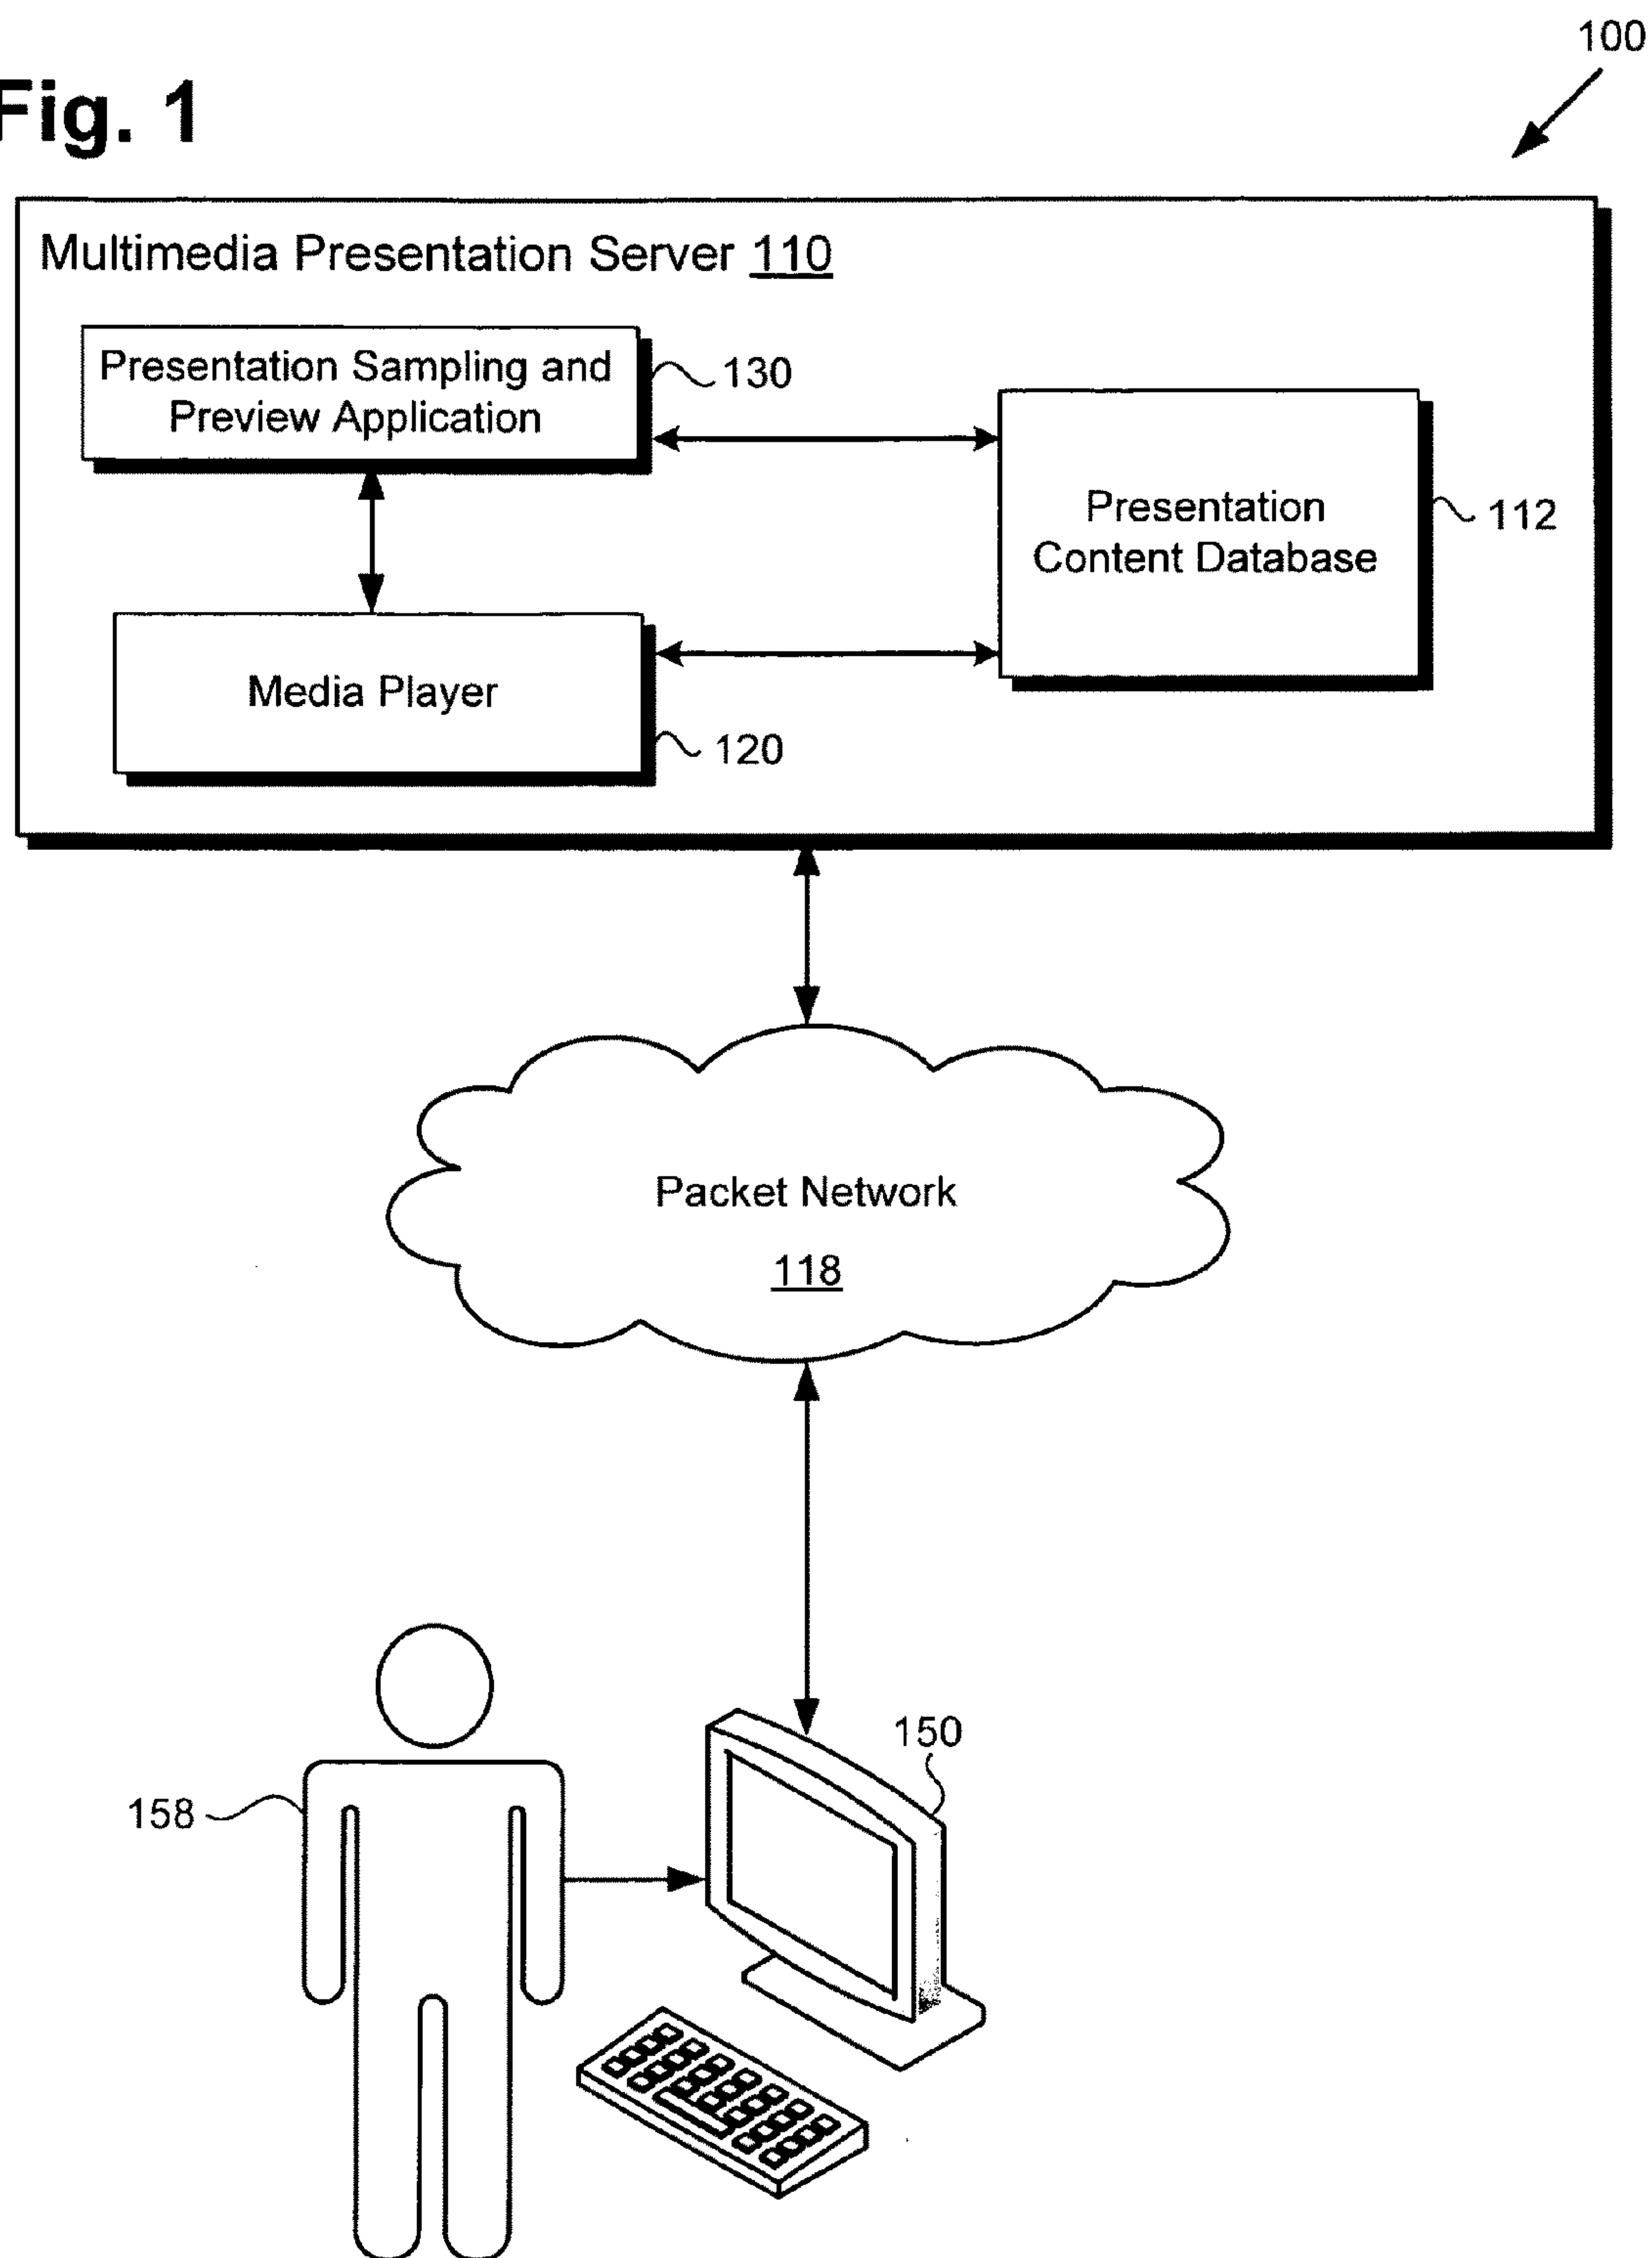 100
Fig. 1
Multimedia Presentation Server 110
Presentation Sampling and
Preview Application
130
Presentation
Content Database
112
Media Player
120
Packet Network
118
150
158